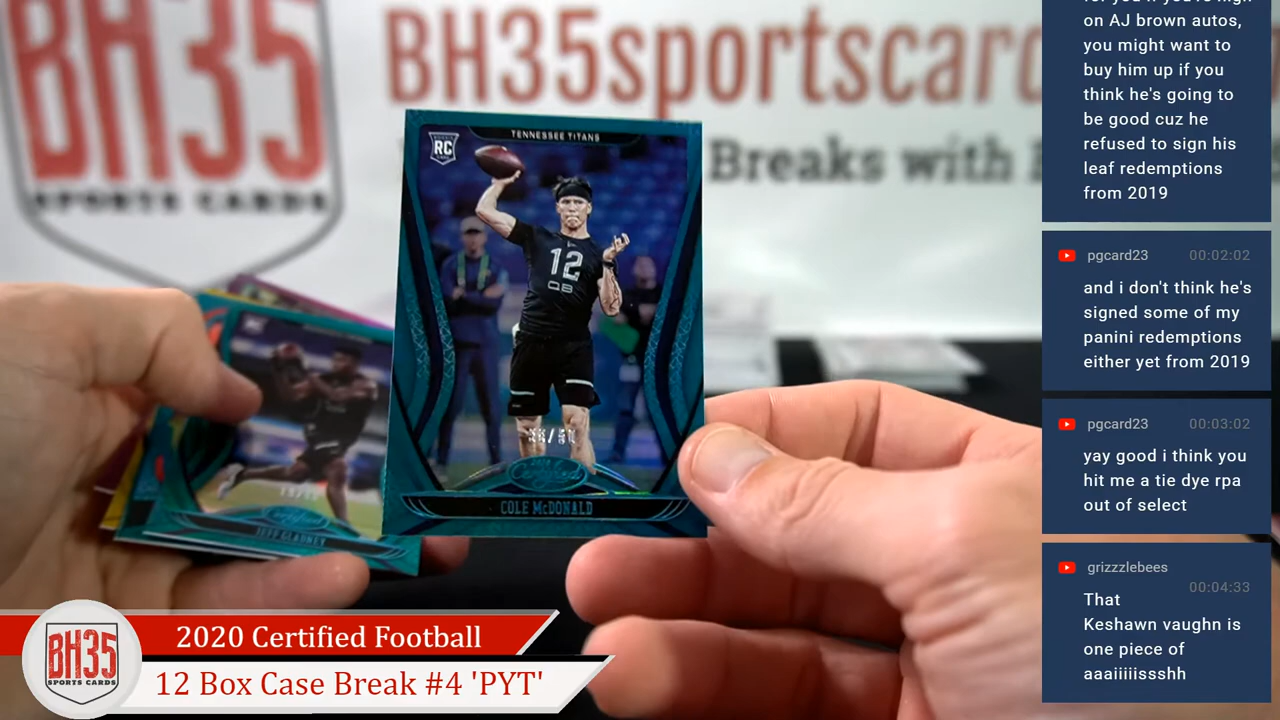 BH35
SPORTS CARDS
BH35sportscard
Breaks with
TENNESSEE TITANS
RC
12
QB
Certified
COLE McDONALD
JEFF GLADNEY
on AJ brown autos,
you might want to
buy him up if you
think he's going to
be good cuz he
refused to sign his
leaf redemptions
from 2019
pgcard23 00:02:02
and i don't think he's
signed some of my
panini redemptions
either yet from 2019
pgcard23 00:03:02
yay good i think you
hit me a tie dye rpa
out of select
grizzzlebees
00:04:33
That
Keshawn vaughn is
one piece of
aaaiiiiissshh
BH35
SPORTS CARDS
2020 Certified Football
12 Box Case Break #4 'PYT'